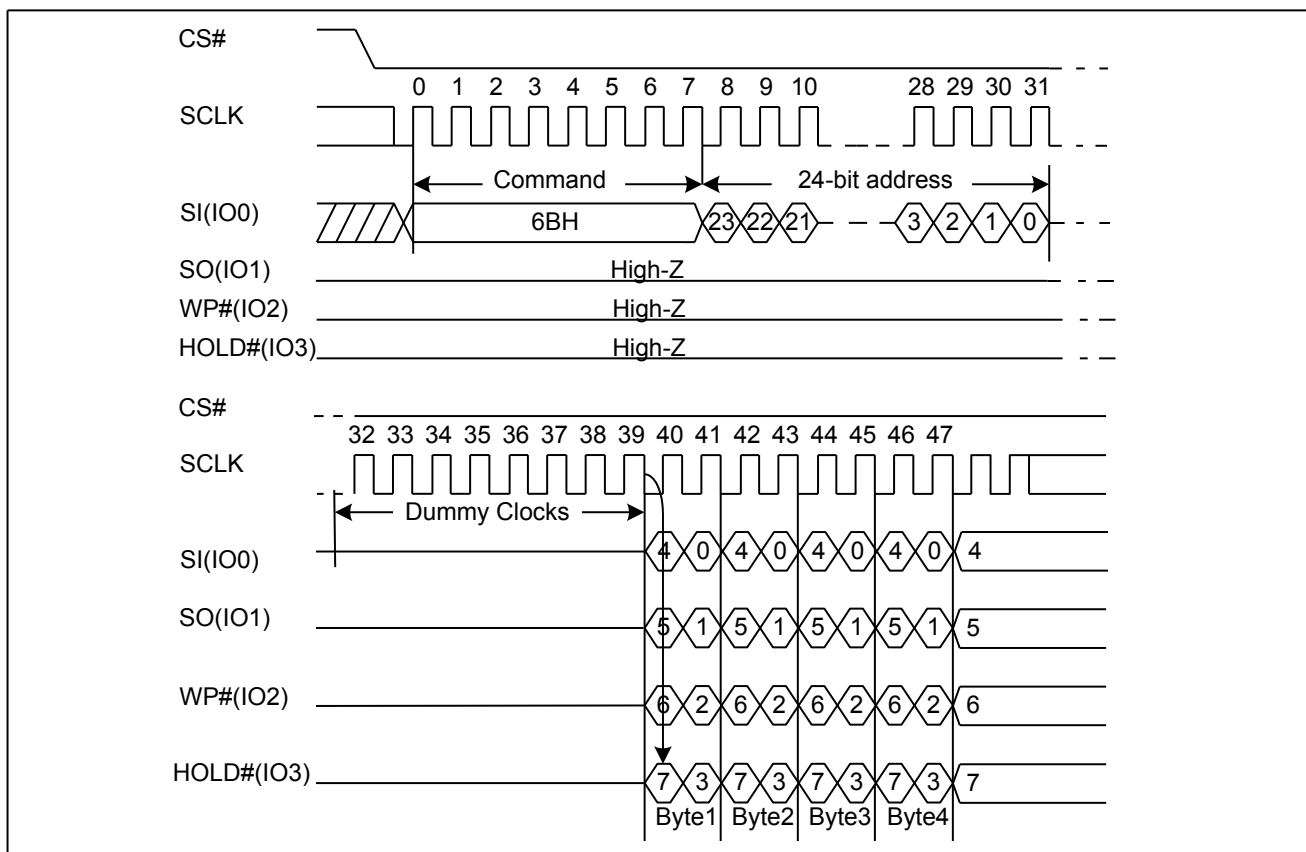 CS#
0 1 2 3 4 5 6 7 8 9 10 28 29 30 31
SCLK
Command 24-bit address
SI(IO0) 6BH 23 22 21 3 2 1 0
SO(IO1) High-Z
WP#(IO2) High-Z
HOLD#(IO3) High-Z
CS#
32 33 34 35 36 37 38 39 40 41 42 43 44 45 46 47
SCLK
Dummy Clocks
SI(IO0) 4 0 4 0 4 0 4 0 4
SO(IO1) 5 1 5 1 5 1 5 1 5
WP#(IO2) 6 2 6 2 6 2 6 2 6
HOLD#(IO3) 7 3 7 3 7 3 7 3 7
Byte1 Byte2 Byte3 Byte4